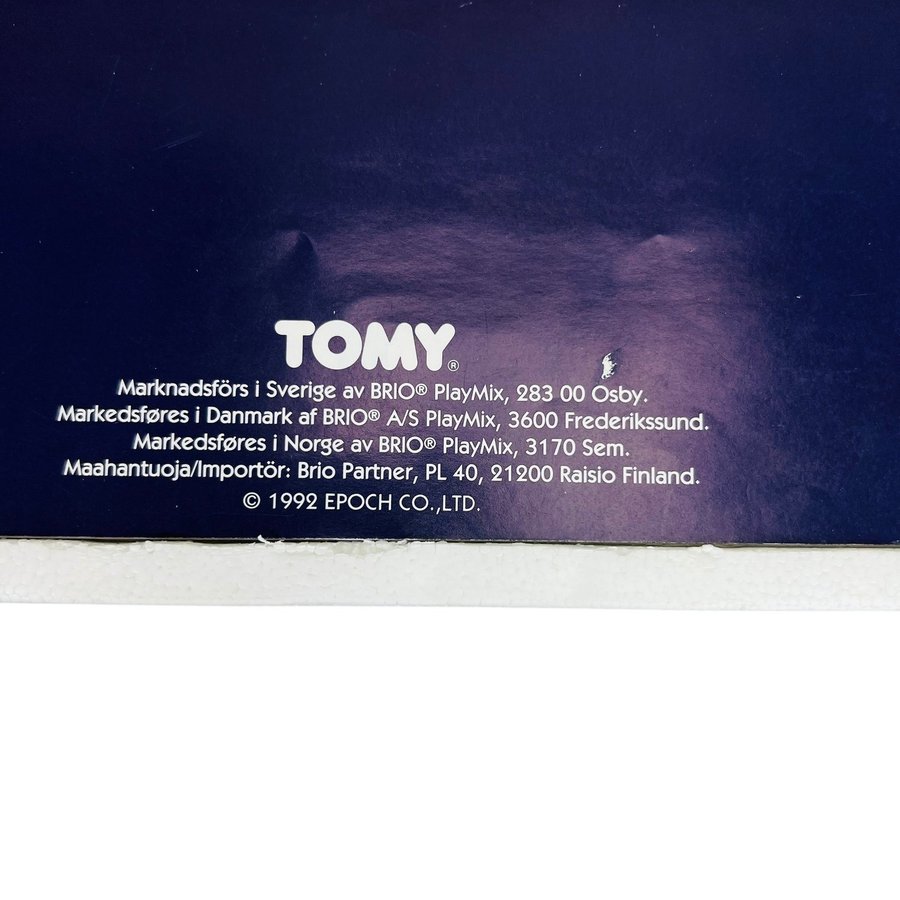 TOMY®
Marknadsförs i Sverige av BRIO® PlayMix, 283 00 Osby.
Markedsføres i Danmark af BRIO® A/S PlayMix, 3600 Frederikssund.
Markedsføres i Norge av BRIO® PlayMix, 3170 Sem.
Maahantuoja/Importör: Brio Partner, PL 40, 21200 Raisio Finland.
© 1992 EPOCH CO.,LTD.